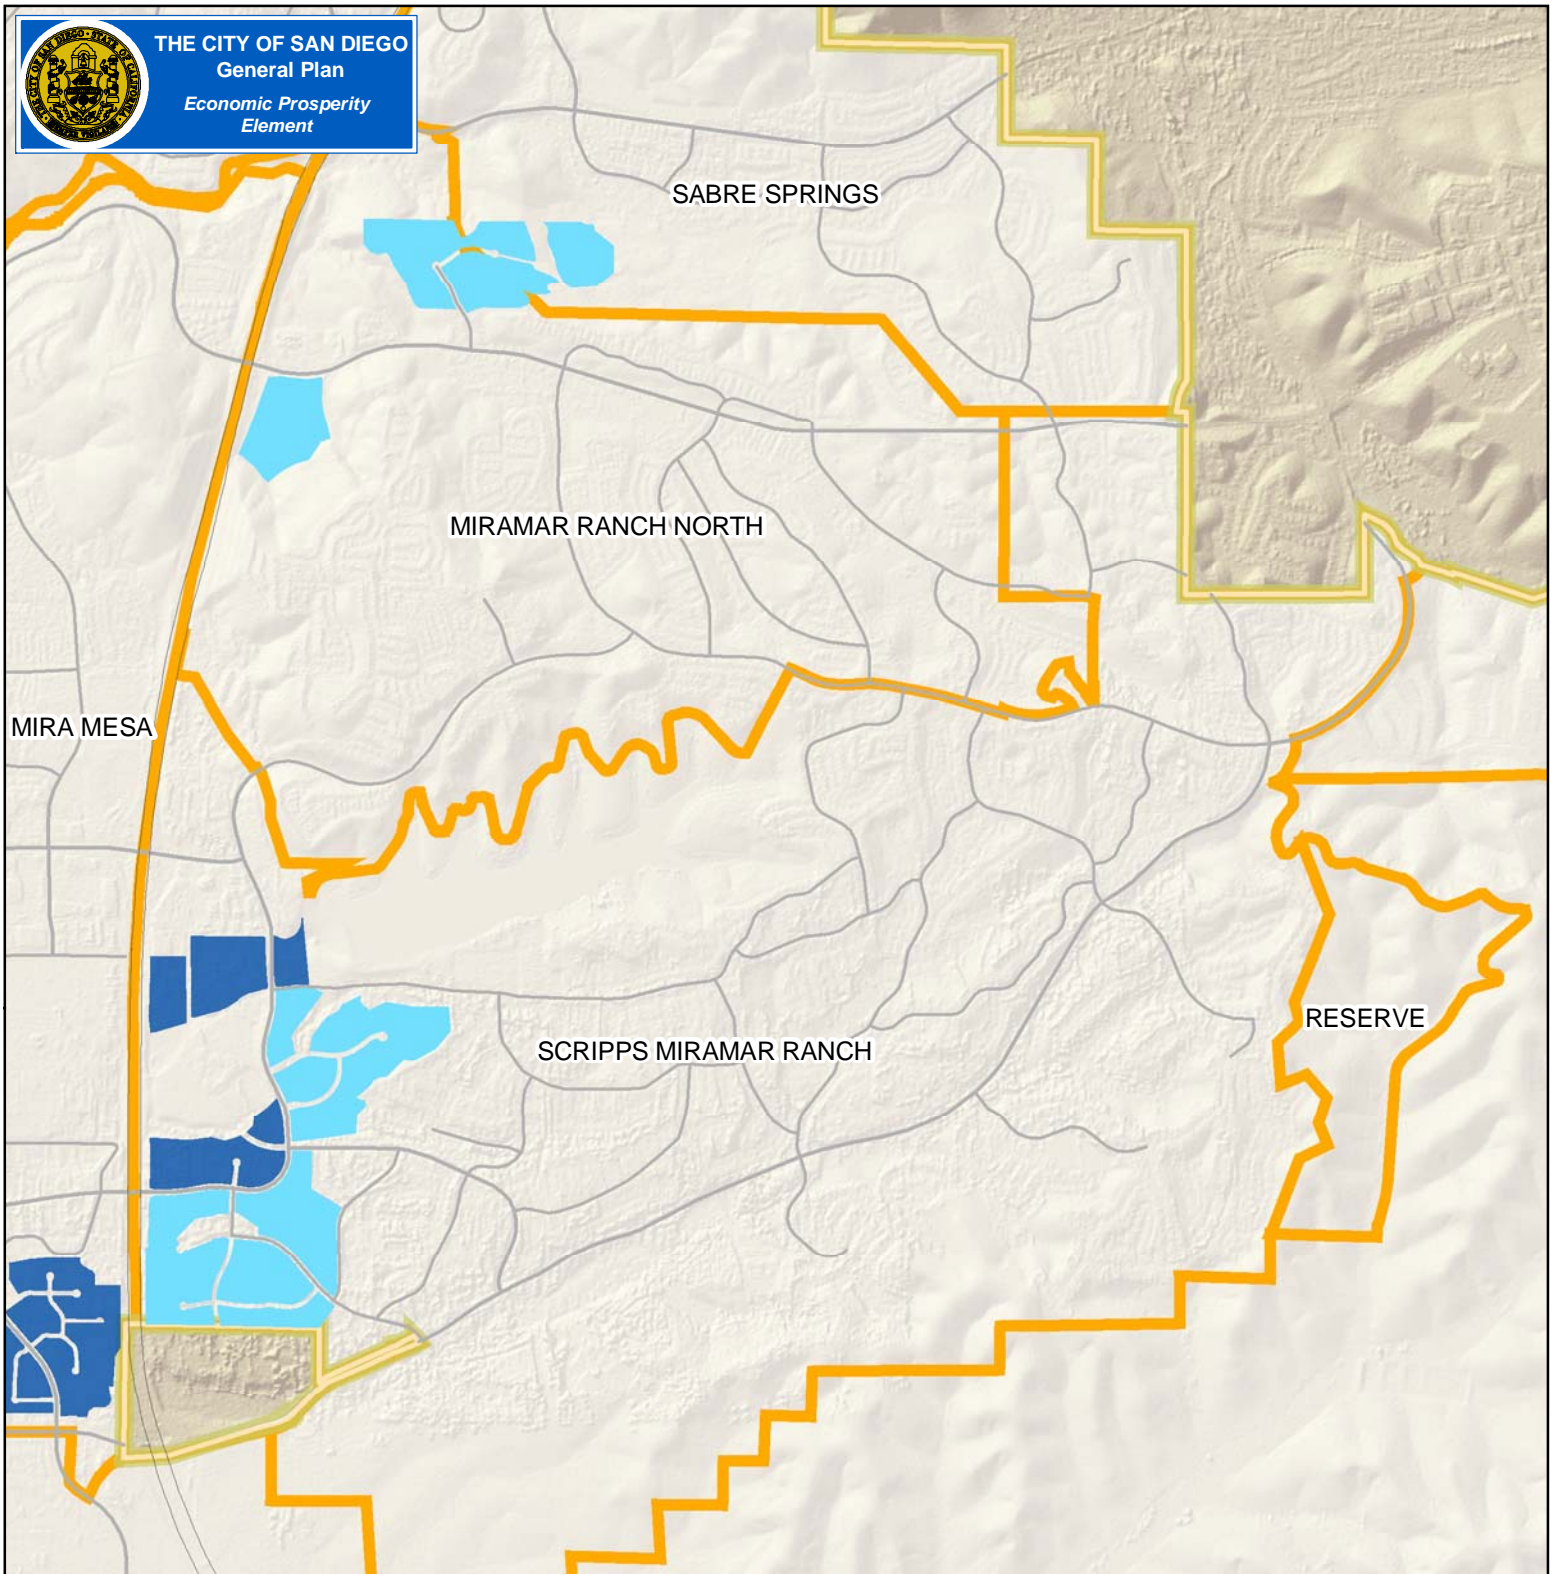 THE CITY OF SAN DIEGO
General Plan
Economic Prosperity
Element
SABRE SPRINGS
MIRAMAR RANCH NORTH
MIRA MESA
RESERVE
SCRIPPS MIRAMAR RANCH